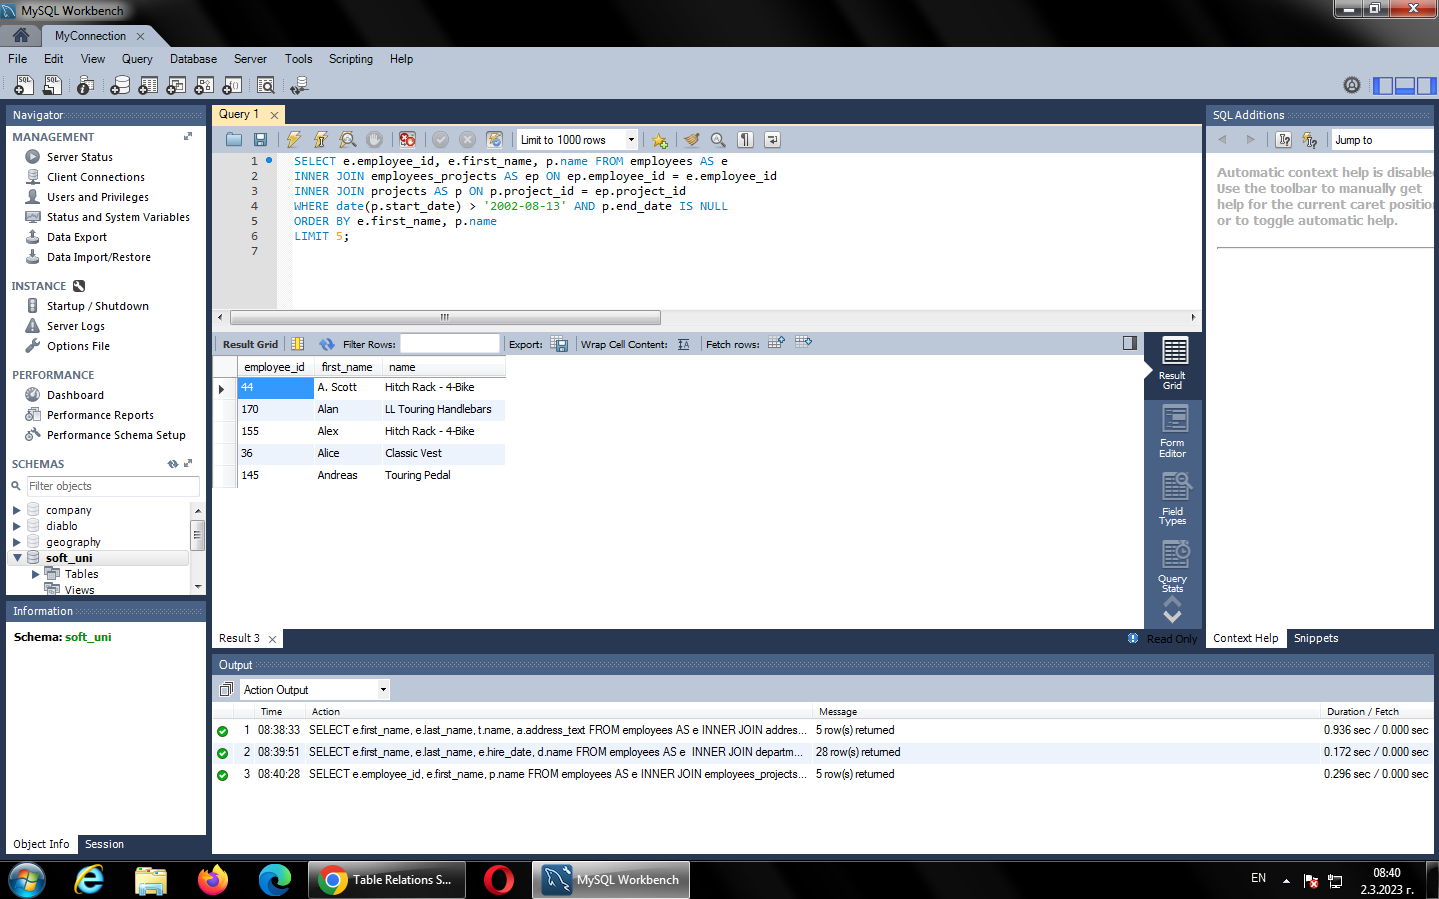 MySQL Workbench
MyConnection
File Edit View Query Database Server Tools Scripting Help
Navigator
MANAGEMENT
Server Status
Client Connections
Users and Privileges
Status and System Variables
Data Export
Data Import/Restore
INSTANCE
Startup / Shutdown
Server Logs
Options File
PERFORMANCE
Dashboard
Performance Reports
Performance Schema Setup
SCHEMAS
Filter objects
company
diablo
geography
soft_uni
Tables
Views
Information
Schema: soft_uni
Object Info Session
Query 1
Limit to 1000 rows
1 SELECT e.employee_id, e.first_name, p.name FROM employees AS e
2 INNER JOIN employees_projects AS ep ON ep.employee_id = e.employee_id
3 INNER JOIN projects AS p ON p.project_id = ep.project_id
4 WHERE date(p.start_date) > '2002-08-13' AND p.end_date IS NULL
5 ORDER BY e.first_name, p.name
6 LIMIT 5;
7
Result Grid Filter Rows: Export: Wrap Cell Content: Fetch rows:
employee_id first_name name
44 A. Scott Hitch Rack - 4-Bike
170 Alan LL Touring Handlebars
155 Alex Hitch Rack - 4-Bike
36 Alice Classic Vest
145 Andreas Touring Pedal
Result
Grid
Form
Editor
Field
Types
Query
Stats
Result 3
Read Only
SQL Additions
Jump to
Automatic context help is disabled
Use the toolbar to manually get
help for the current caret position
or to toggle automatic help.
Context Help Snippets
Output
Action Output
Time Action Message Duration / Fetch
1 08:38:33 SELECT e.first_name, e.last_name, t.name, a.address_text FROM employees AS e INNER JOIN addres... 5 row(s) returned 0.936 sec / 0.000 sec
2 08:39:51 SELECT e.first_name, e.last_name, e.hire_date, d.name FROM employees AS e INNER JOIN departm... 28 row(s) returned 0.172 sec / 0.000 sec
3 08:40:28 SELECT e.employee_id, e.first_name, p.name FROM employees AS e INNER JOIN employees_projects... 5 row(s) returned 0.296 sec / 0.000 sec
Table Relations S...
MySQL Workbench
EN
08:40
2.3.2023 г.